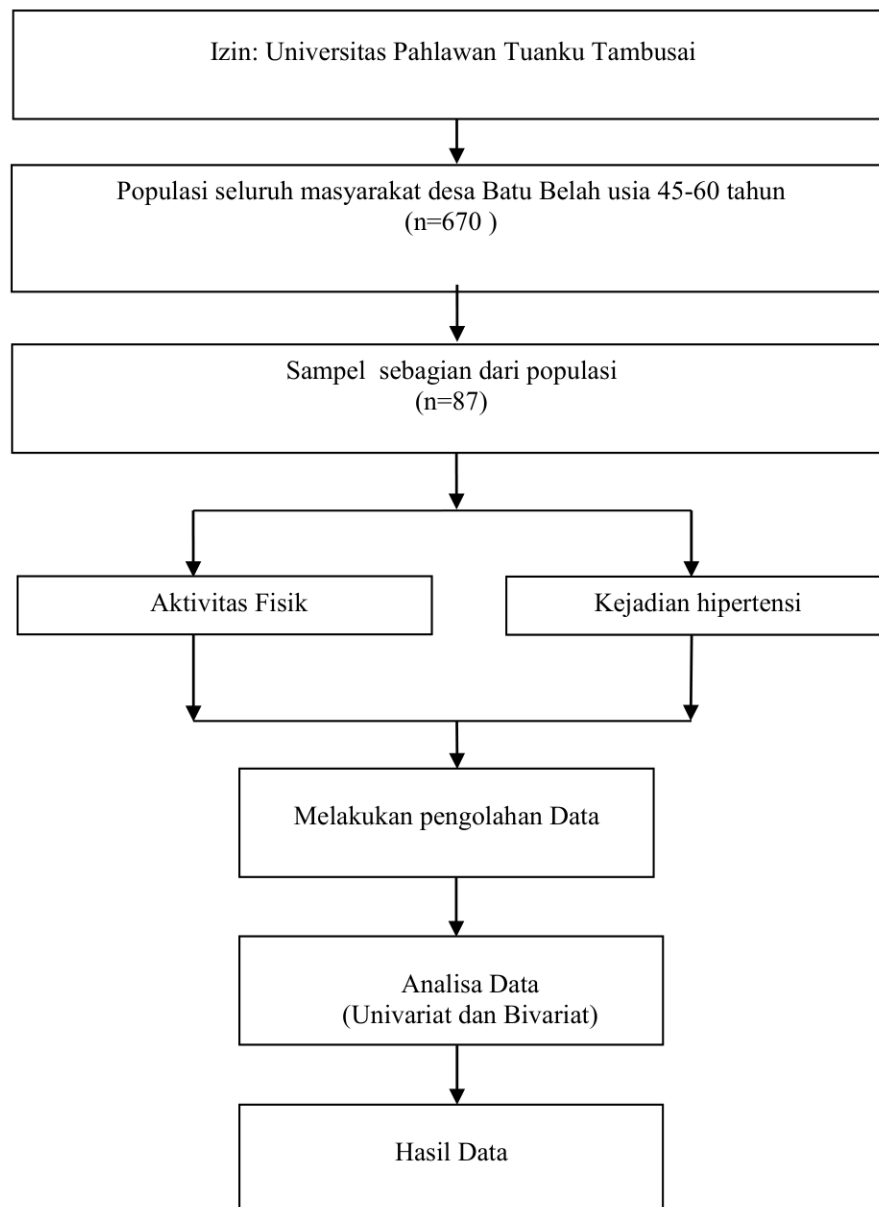 Izin: Universitas Pahlawan Tuanku Tambusai
Populasi seluruh masyarakat desa Batu Belah usia 45-60 tahun
(n=670 )
Sampel  sebagian dari populasi
(n=87)
Aktivitas Fisik
Kejadian hipertensi
Melakukan pengolahan Data
Analisa Data
(Univariat dan Bivariat)
Hasil Data